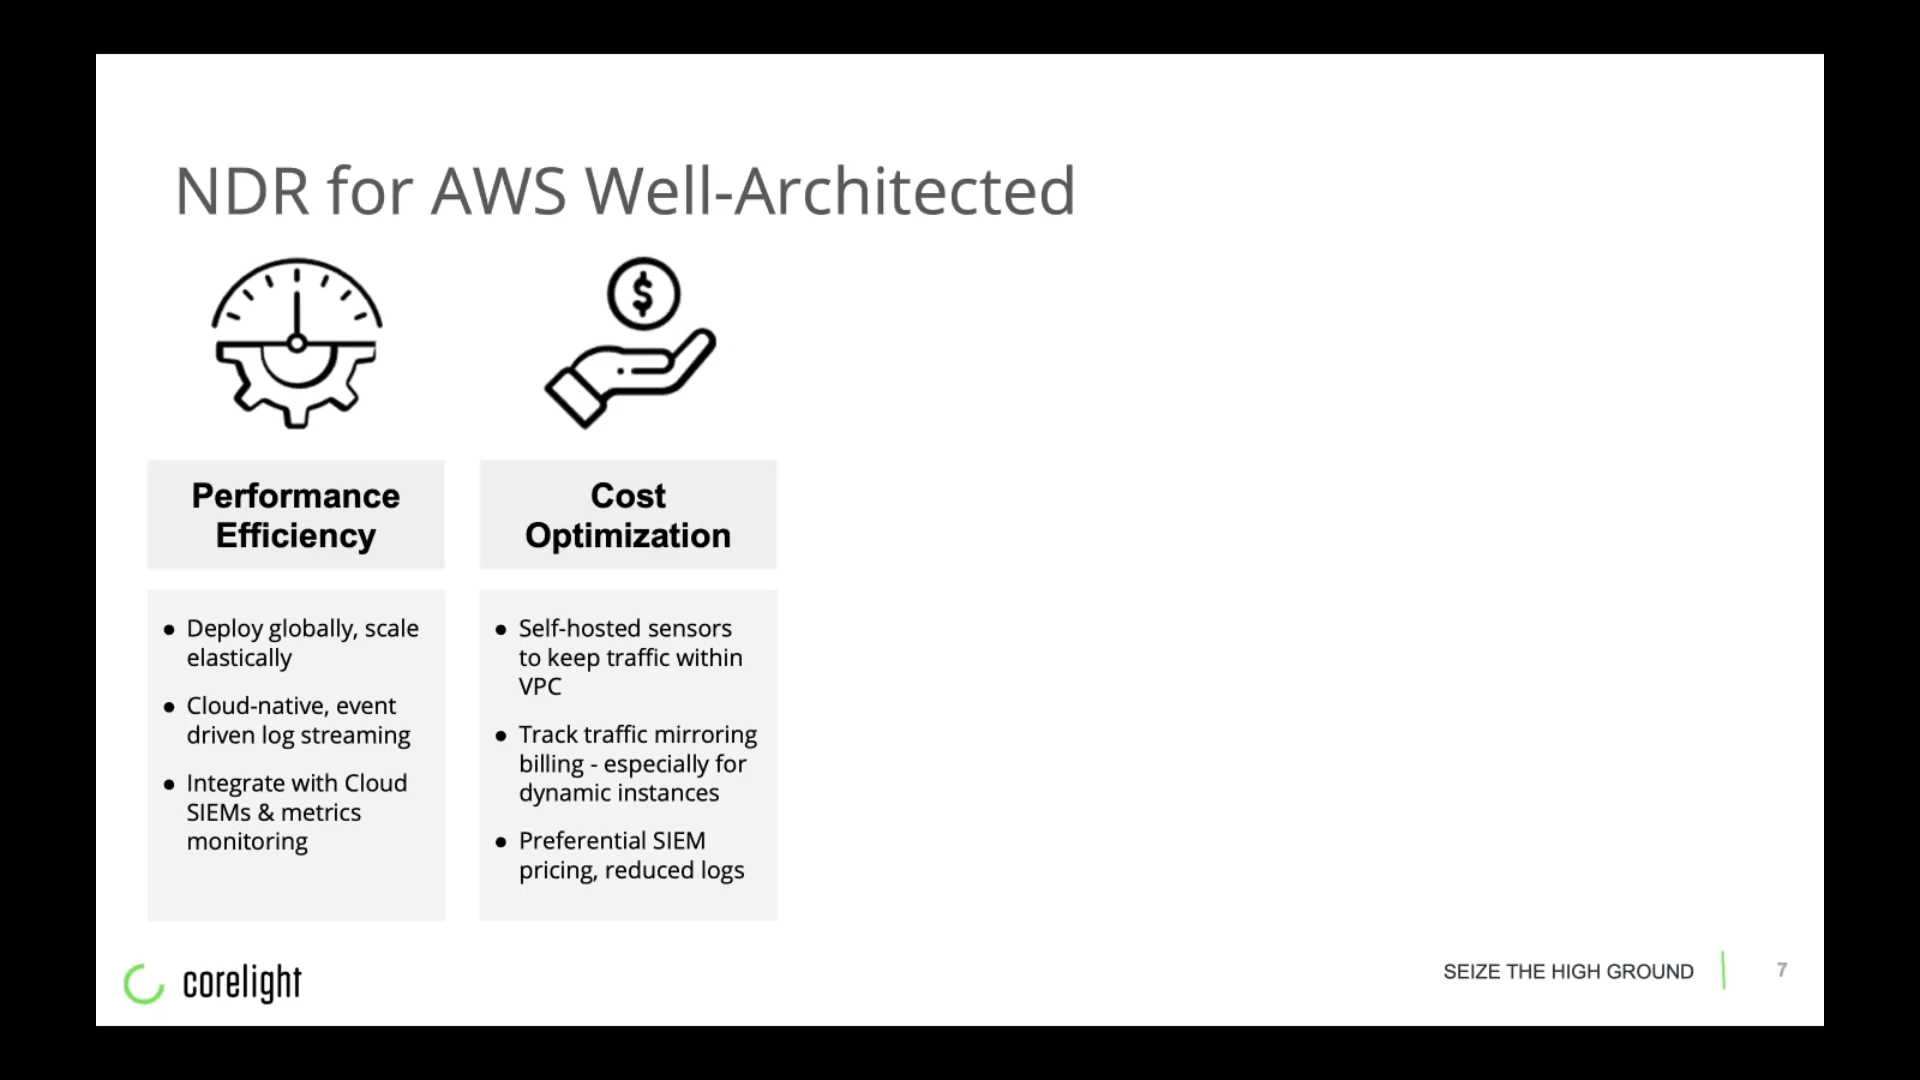 NDR for AWS Well-Architected
$
Performance
Efficiency
● Deploy globally, scale
elastically
● Cloud-native, event
driven log streaming
● Integrate with Cloud
SIEMs & metrics
monitoring
Cost
Optimization
● Self-hosted sensors
to keep traffic within
VPC
● Track traffic mirroring
billing - especially for
dynamic instances
● Preferential SIEM
pricing, reduced logs
corelight
SEIZE THE HIGH GROUND
7